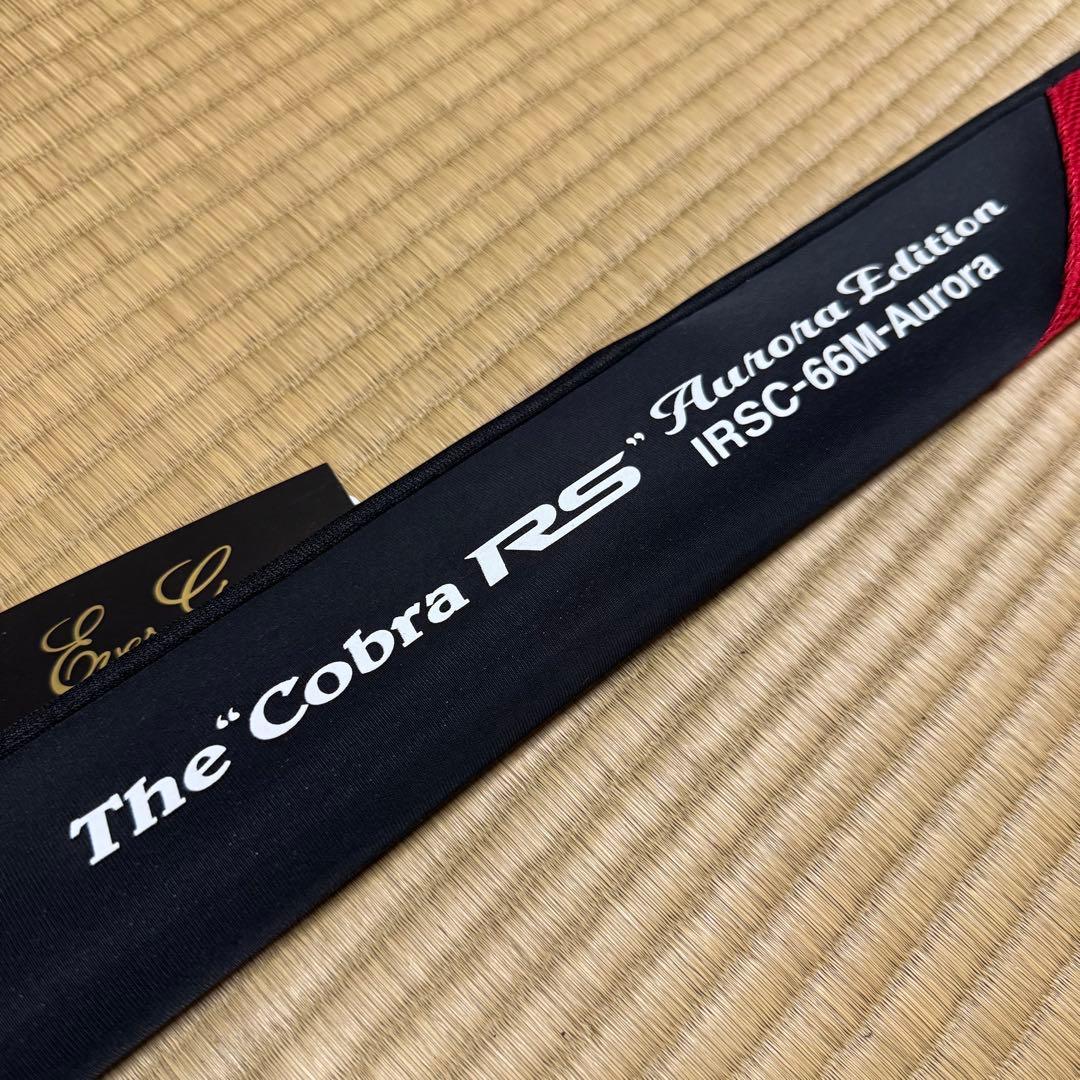 The "Cobra RS" Aurora Edition
IRSC-66M-Aurora